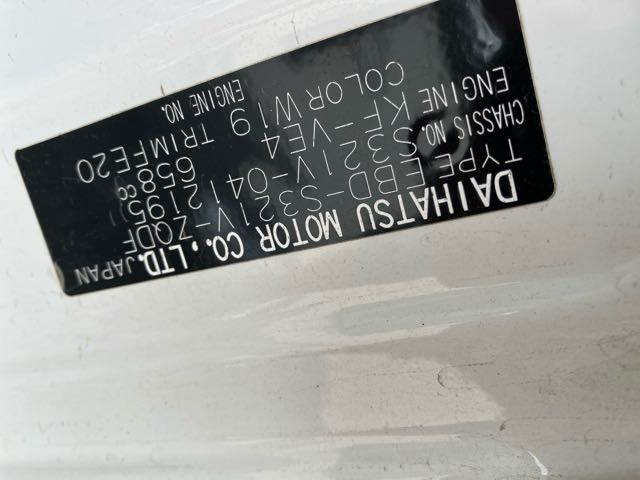 DAIHATSU MOTOR CO., LTD. JAPAN
TYPE EBD-S321V-ZQDF
CHASSIS NO. S321V-0412195
ENGINE KF-VE4 658cc
COLOR W19 TRIM FE20
ENGINE NO.